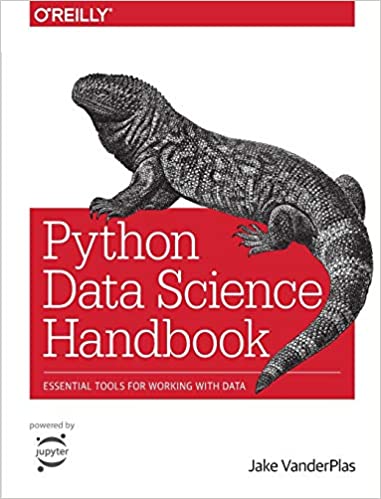 O'REILLY®
Python
Data Science
Handbook
ESSENTIAL TOOLS FOR WORKING WITH DATA
powered by
jupyter
Jake VanderPlas